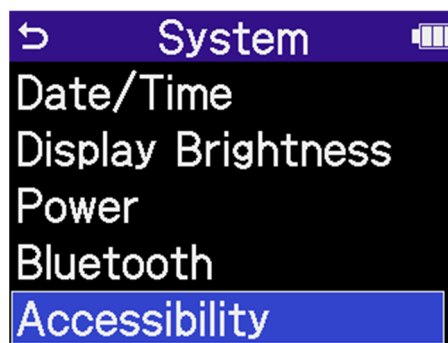 System
Date/Time
Display Brightness
Power
Bluetooth
Accessibility